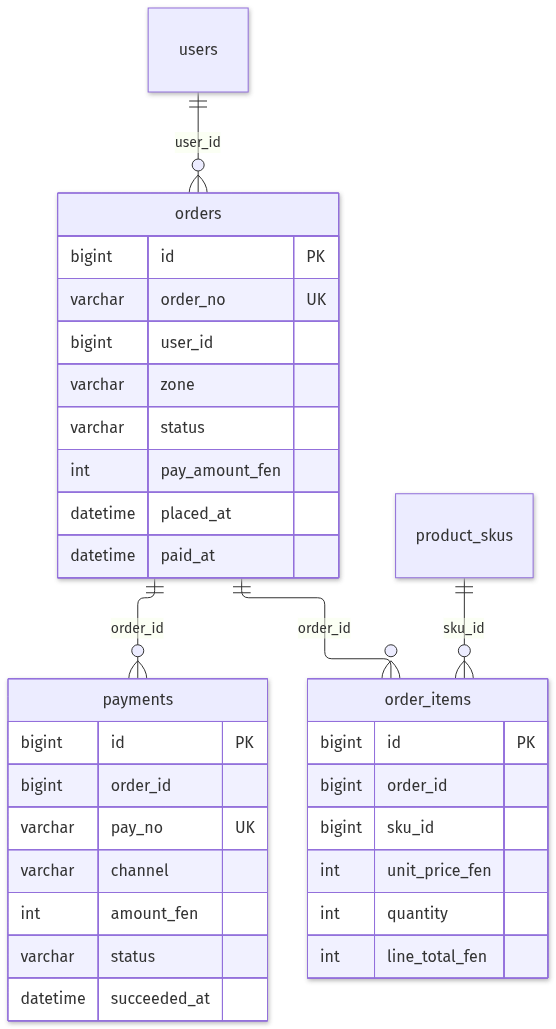 users
user_id
orders
bigint id PK
varchar order_no UK
bigint user_id
varchar zone
varchar status
int pay_amount_fen
datetime placed_at
datetime paid_at
product_skus
order_id
order_id
sku_id
payments
bigint id PK
bigint order_id
varchar pay_no UK
varchar channel
int amount_fen
varchar status
datetime succeeded_at
order_items
bigint id PK
bigint order_id
bigint sku_id
int unit_price_fen
int quantity
int line_total_fen